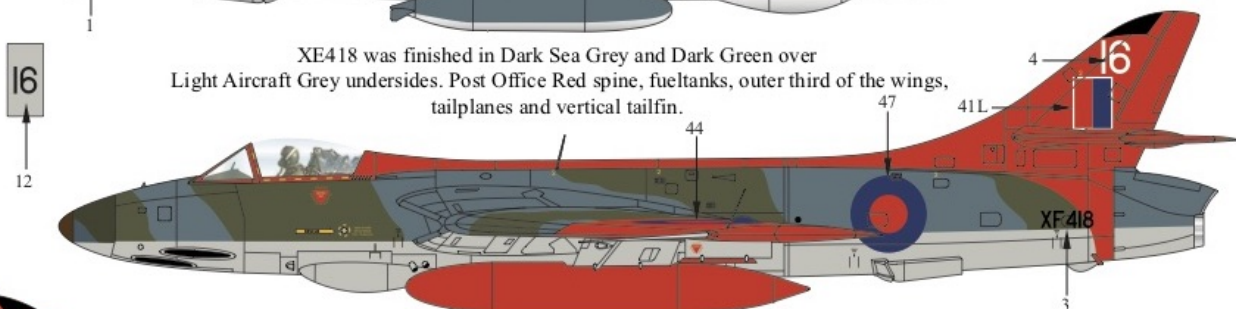 1
16
12
XE418 was finished in Dark Sea Grey and Dark Green over
Light Aircraft Grey undersides. Post Office Red spine, fueltanks, outer third of the wings,
tailplanes and vertical tailfin.
4
16
41L
47
44
XF418
3